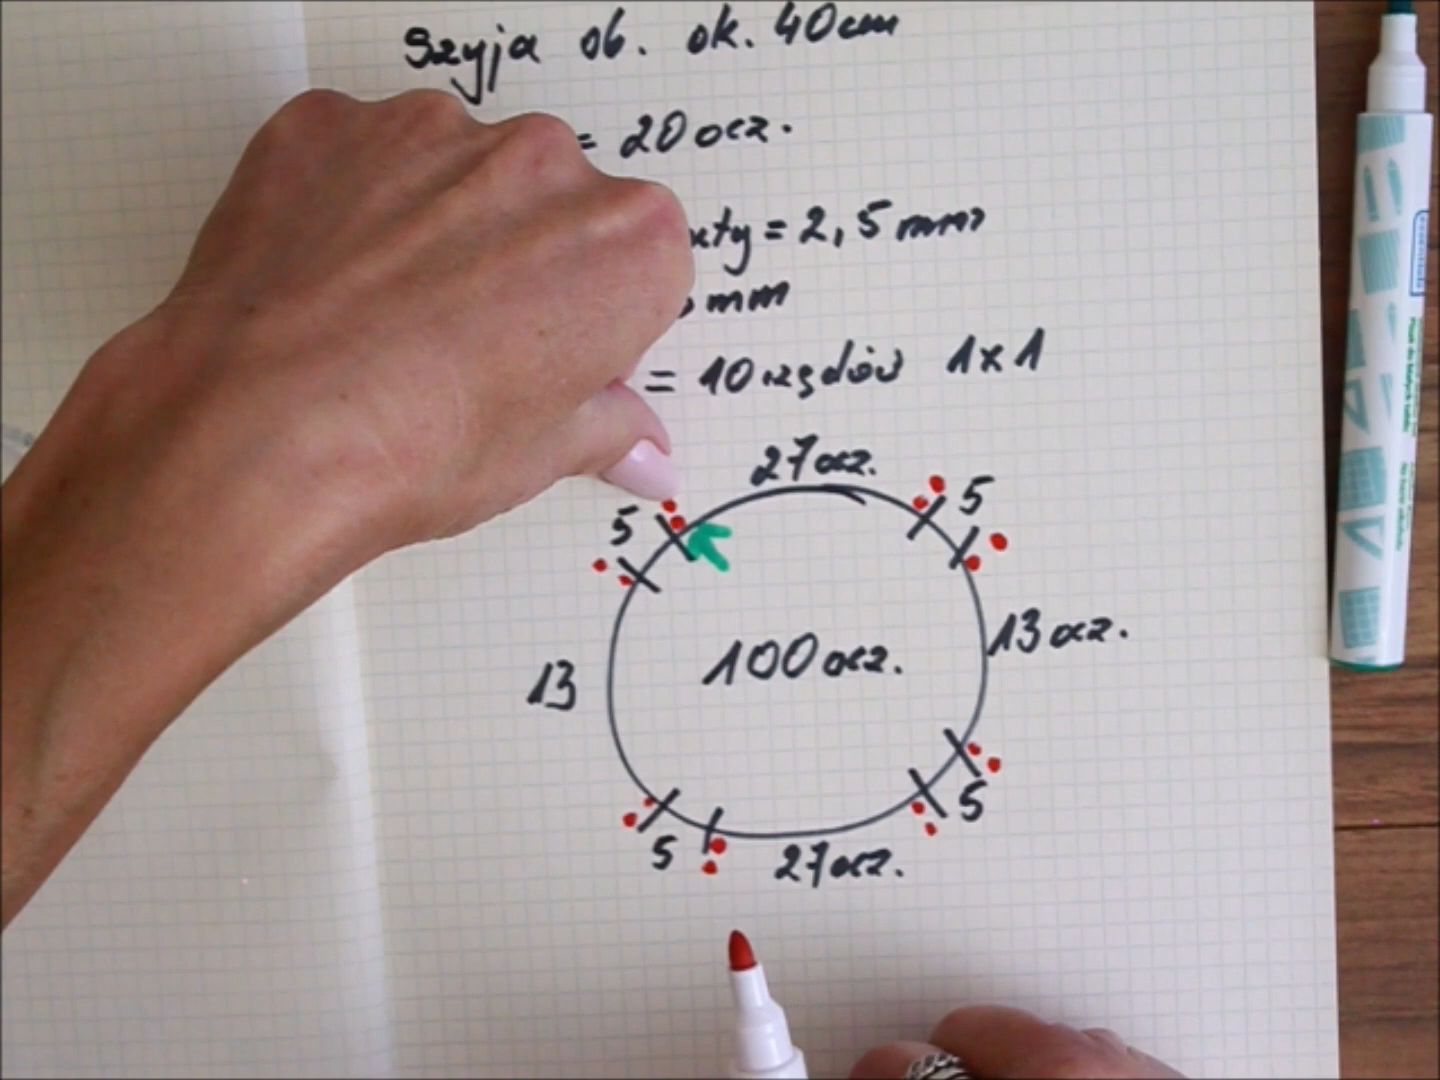 Szyja ob. ok. 40cm
= 20 ocz.
xty = 2,5 mm
mm
= 10 rzędów 1x1
27 ocz.
5
5
13 ocz.
100 ocz.
13
5
5
27 ocz.